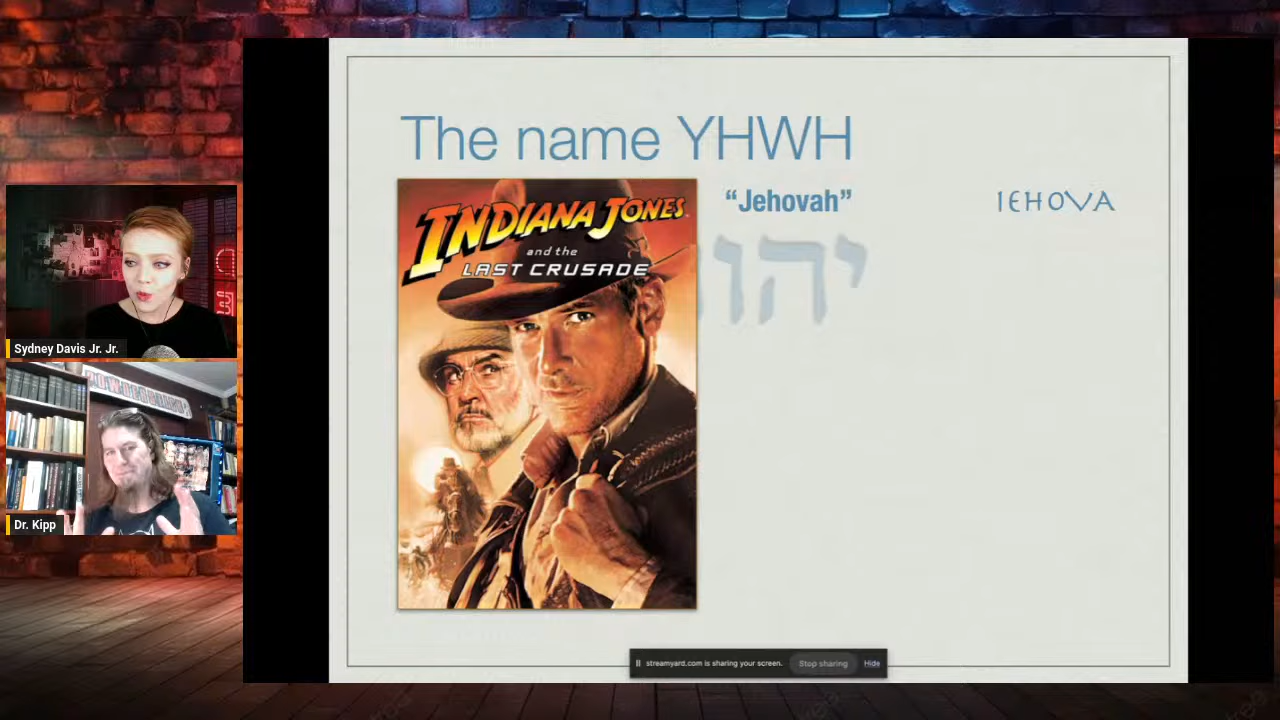 The name YHWH
INDIANA JONES
and the
LAST CRUSADE
“Jehovah”
IEHOVA
יהו
Sydney Davis Jr. Jr.
Dr. Kipp
streamyard.com is sharing your screen.
Stop sharing
Hide